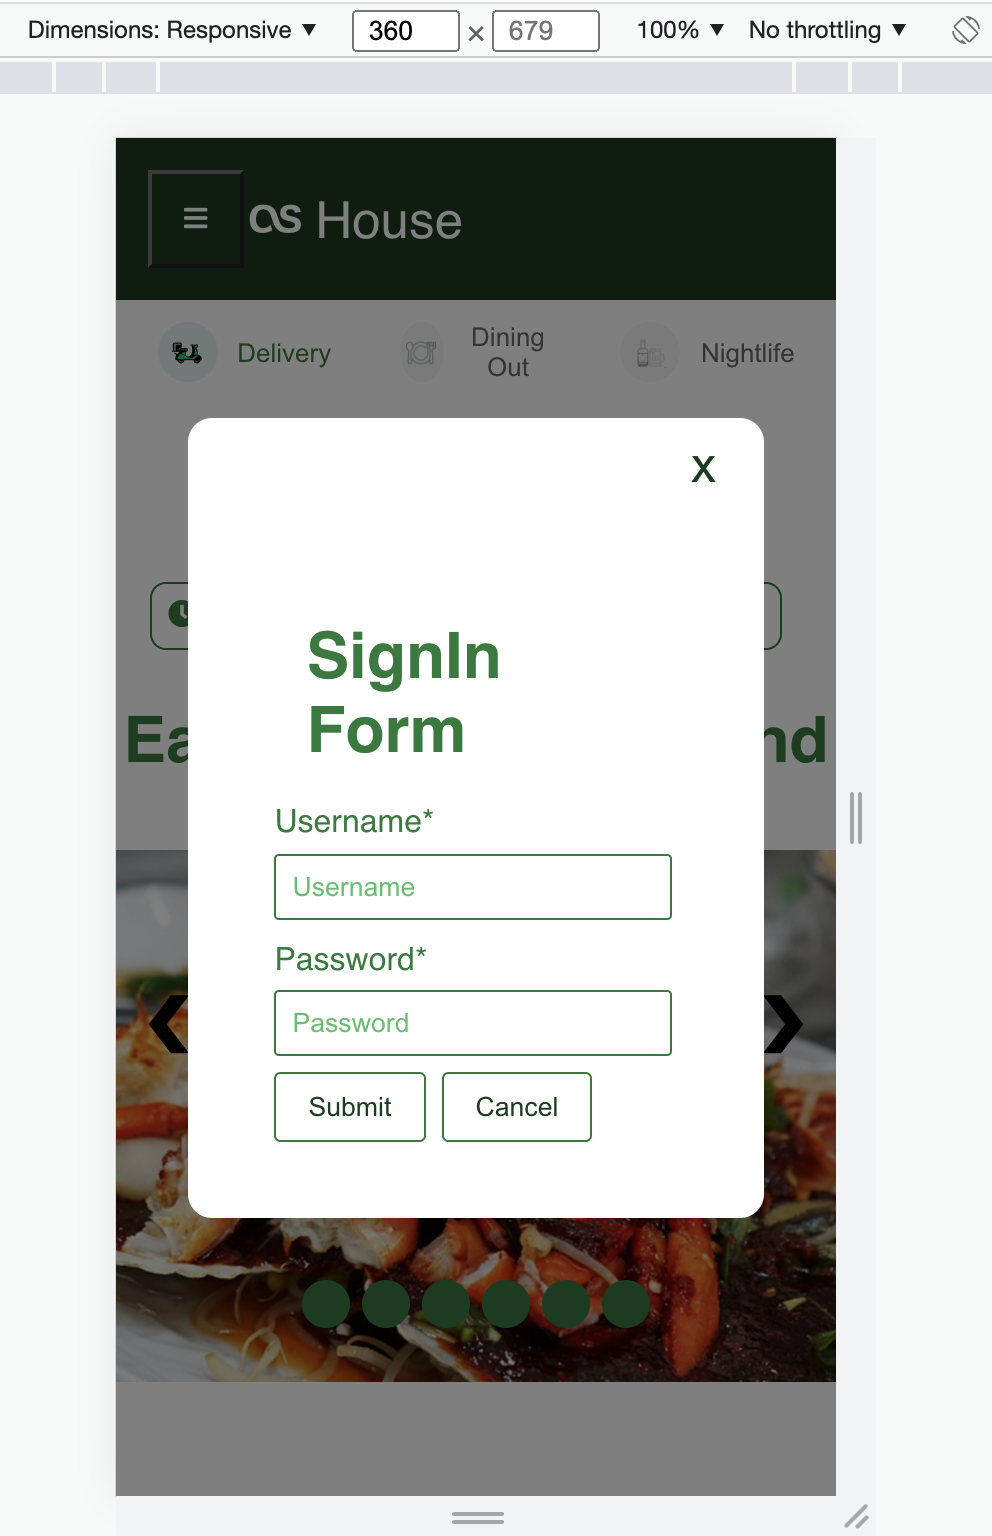 Dimensions: Responsive ▼ 360 × 679 100% ▼ No throttling ▼
as House
Delivery
Dining
Out
Nightlife
X
SignIn
Form
Ea
nd
Username*
Username
Password*
Password
Submit Cancel